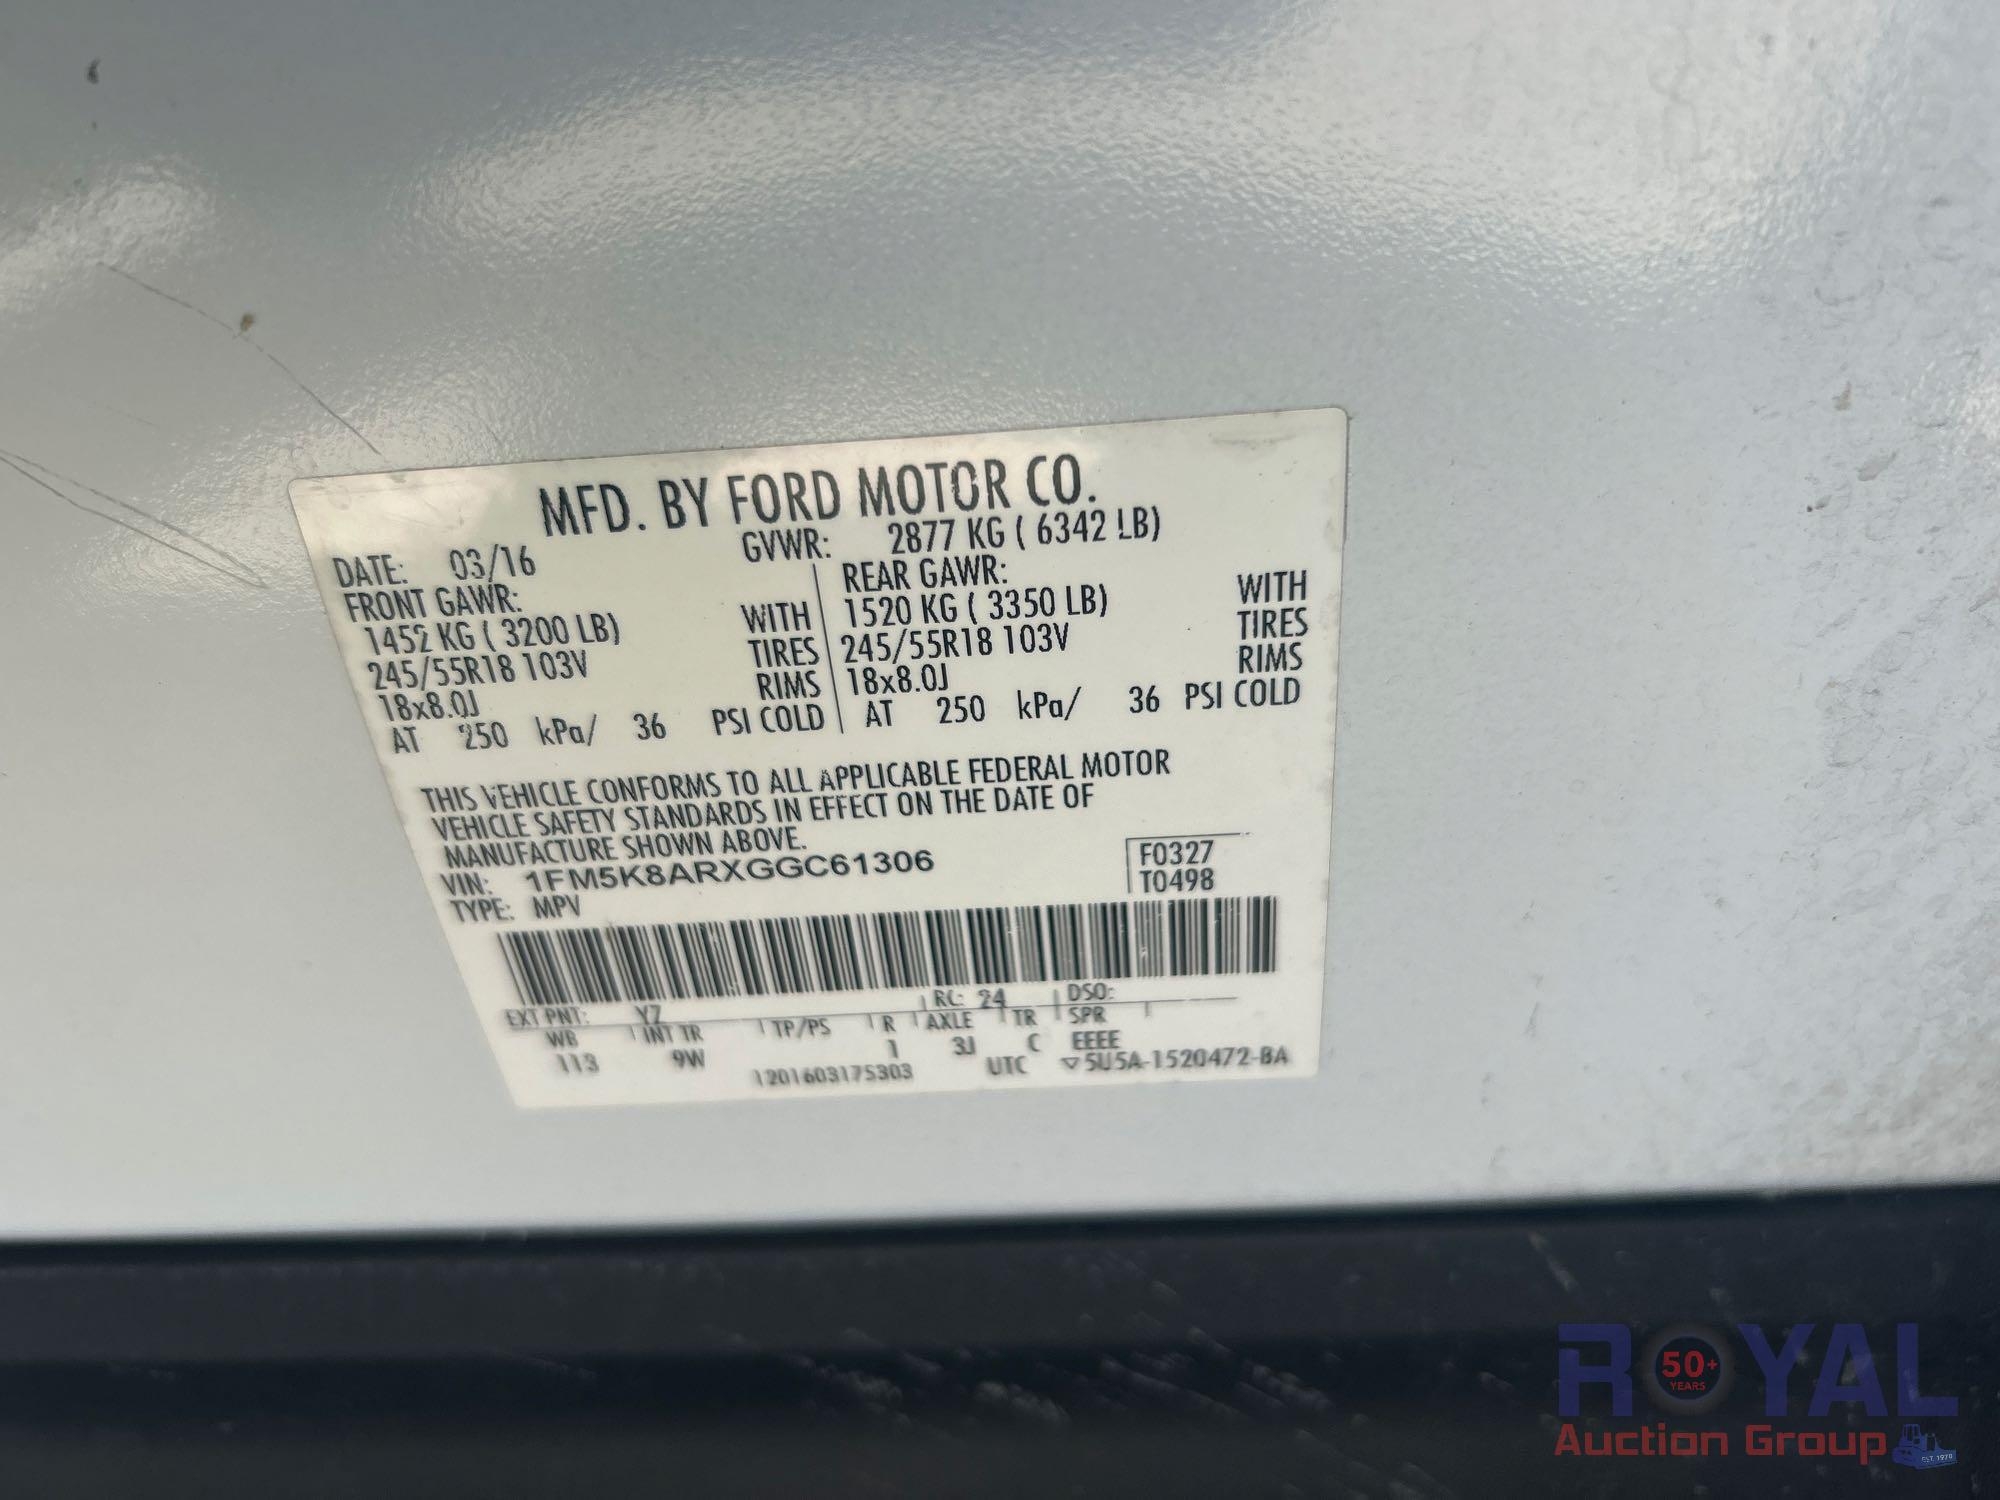 MFD. BY FORD MOTOR CO.
DATE: 03/16 GVWR: 2877 KG ( 6342 LB)
FRONT GAWR: REAR GAWR:
1452 KG ( 3200 LB) WITH 1520 KG ( 3350 LB) WITH
245/55R18 103V TIRES 245/55R18 103V TIRES
18x8.0J RIMS 18x8.0J RIMS
AT 250 kPa/ 36 PSI COLD AT 250 kPa/ 36 PSI COLD
THIS VEHICLE CONFORMS TO ALL APPLICABLE FEDERAL MOTOR
VEHICLE SAFETY STANDARDS IN EFFECT ON THE DATE OF
MANUFACTURE SHOWN ABOVE.
VIN: 1FM5K8ARXGGC61306 F0327
TYPE: MPV T0498
EXT PNT: YZ RC: 24 DSO:
WB INT TR TP/PS R AXLE TR SPR
113 9W 1 3J C EEEE
1201603175303 UTC ▽5U5A-1520472-BA
ROYAL
50+
YEARS
Auction Group
EST. 1970